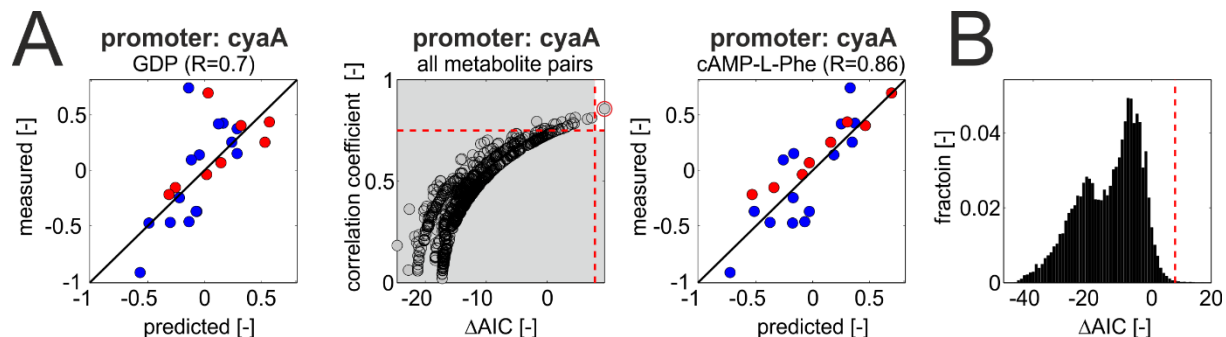 A
promoter: cyaA
GDP (R=0.7)
measured [-]
0.5
0
-0.5
-1
-1
-0.5
0
0.5
predicted [-]
promoter: cyaA
all metabolite pairs
correlation coefficient [-]
1
0.5
0
-20
-10
0
ΔAIC [-]
promoter: cyaA
cAMP-L-Phe (R=0.86)
measured [-]
0.5
0
-0.5
-1
-1
-0.5
0
0.5
predicted [-]
B
fractoin [-]
0.04
0.02
0
-40
-20
0
20
ΔAIC [-]